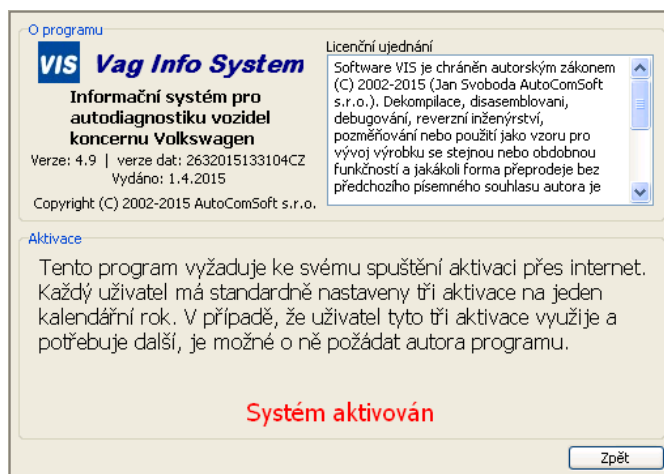 O programu
VIS Vag Info System
Informační systém pro
autodiagnostiku vozidel
koncernu Volkswagen
Verze: 4.9 | verze dat: 2632015133104CZ
Vydáno: 1.4.2015
Copyright (C) 2002-2015 AutoComSoft s.r.o.
Licenční ujednání
Software VIS je chráněn autorským zákonem
(C) 2002-2015 (Jan Svoboda AutoComSoft
s.r.o.). Dekompilace, disasemblovani,
debugování, reverzní inženýrství,
pozměňování nebo použití jako vzoru pro
vývoj výrobku se stejnou nebo obdobnou
funkčností a jakákoli forma přeprodeje bez
předchozího písemného souhlasu autora je
Aktivace
Tento program vyžaduje ke svému spuštění aktivaci přes internet.
Každý uživatel má standardně nastaveny tři aktivace na jeden
kalendářní rok. V případě, že uživatel tyto tři aktivace využije a
potřebuje další, je možné o ně požádat autora programu.
Systém aktivován
Zpět